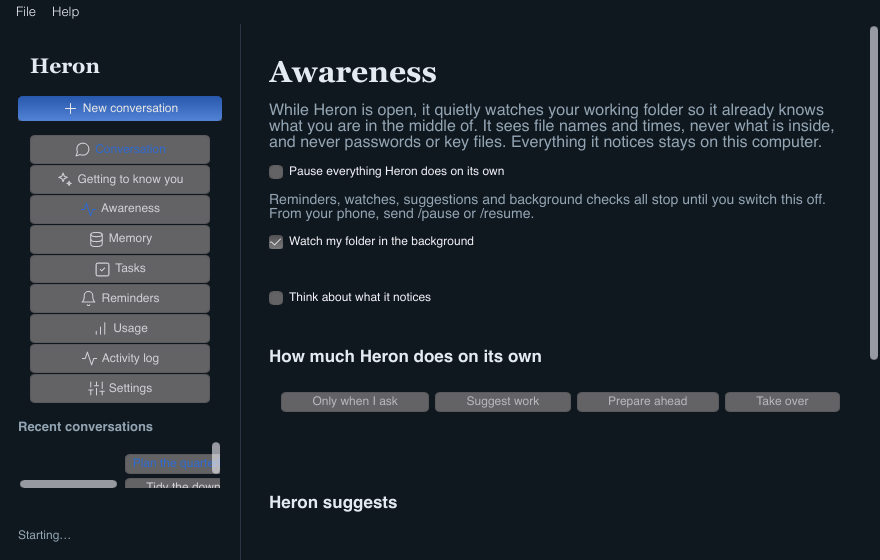 File Help
Heron
New conversation
Conversation
Getting to know you
Awareness
Memory
Tasks
Reminders
Usage
Activity log
Settings
Recent conversations
Tidy the down
Starting…
Awareness
While Heron is open, it quietly watches your working folder so it already knows
what you are in the middle of. It sees file names and times, never what is inside,
and never passwords or key files. Everything it notices stays on this computer.
Pause everything Heron does on its own
Reminders, watches, suggestions and background checks all stop until you switch this off.
From your phone, send /pause or /resume.
Watch my folder in the background
Think about what it notices
How much Heron does on its own
Only when I ask
Suggest work
Prepare ahead
Take over
Heron suggests